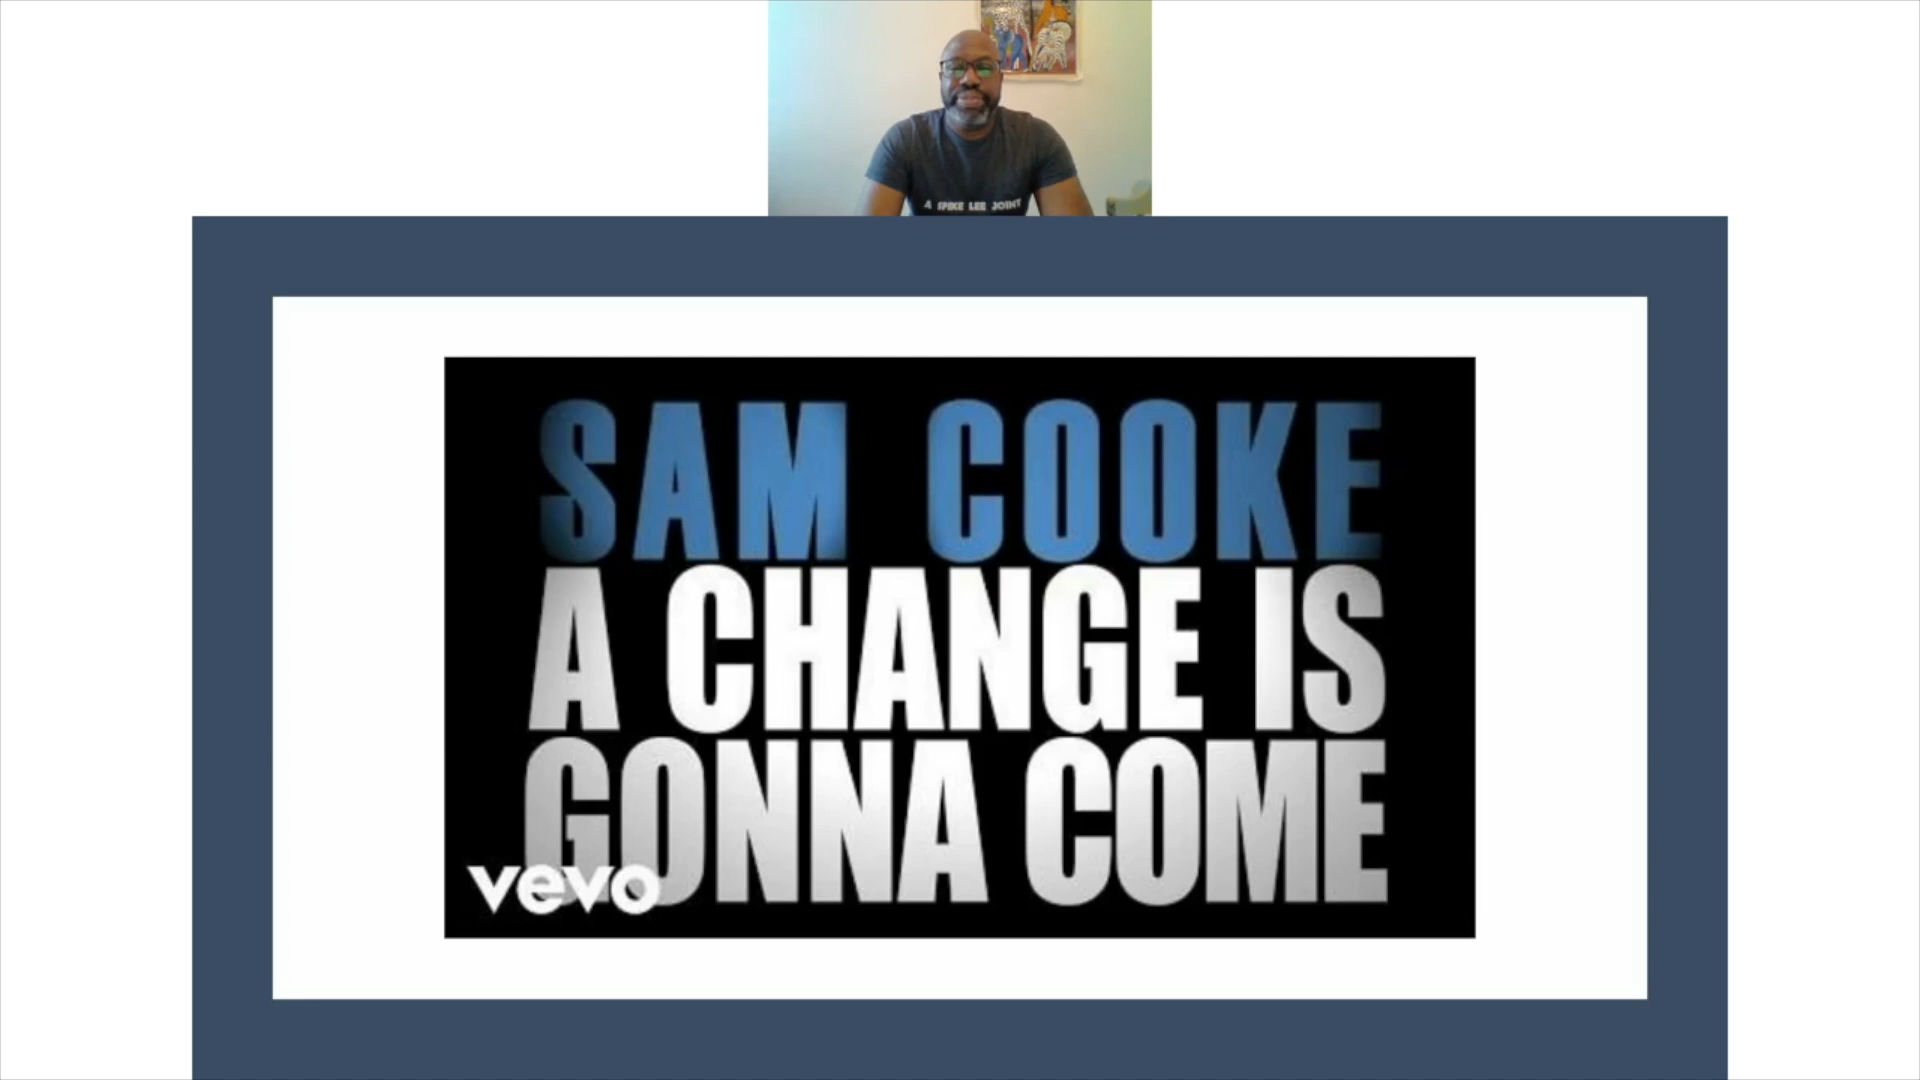 A SPIKE LEE JOINT
SAM COOKE
A CHANGE IS
GONNA COME
vevo